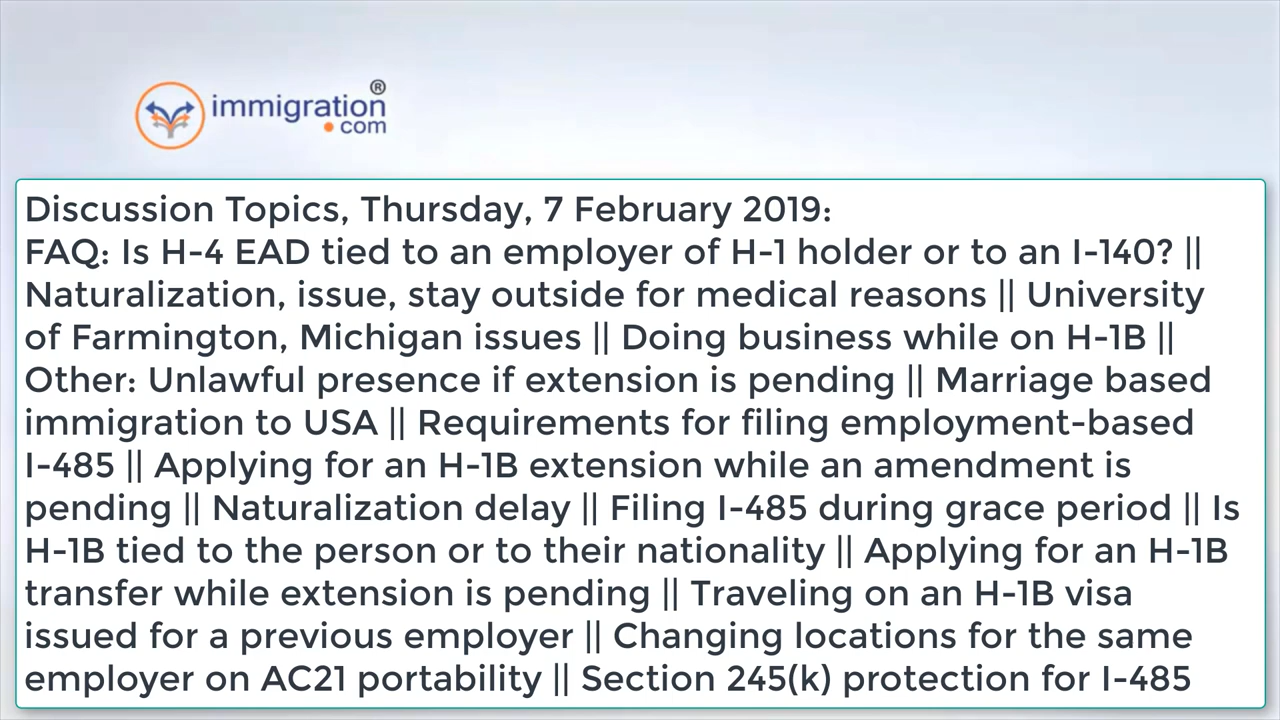 immigration®
.com
Discussion Topics, Thursday, 7 February 2019:
FAQ: Is H-4 EAD tied to an employer of H-1 holder or to an I-140? ||
Naturalization, issue, stay outside for medical reasons || University
of Farmington, Michigan issues || Doing business while on H-1B ||
Other: Unlawful presence if extension is pending || Marriage based
immigration to USA || Requirements for filing employment-based
I-485 || Applying for an H-1B extension while an amendment is
pending || Naturalization delay || Filing I-485 during grace period || Is
H-1B tied to the person or to their nationality || Applying for an H-1B
transfer while extension is pending || Traveling on an H-1B visa
issued for a previous employer || Changing locations for the same
employer on AC21 portability || Section 245(k) protection for I-485